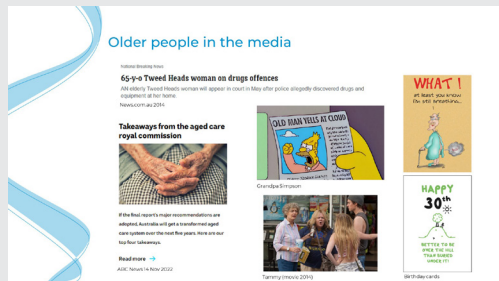 Older people in the media
National Breaking News
65-y-o Tweed Heads woman on drugs offences
AN elderly Tweed Heads woman will appear in court in May after police allegedly discovered drugs and
equipment at her home.
News.com.au 2014
Takeaways from the aged care
royal commission
If the final report's major recommendations are
adopted, Australia will get a transformed aged
care system over the next five years. Here are our
top four takeaways.
Read more →
ABC News 14 Nov 2022
OLD MAN YELLS AT CLOUD
Grandpa Simpson
Tammy (movie 2014)
WHAT !
at least you know
I'm still breathing...
HAPPY
30th
BETTER TO BE
OVER THE HILL
THAN BURIED
UNDER IT!
Birthday cards